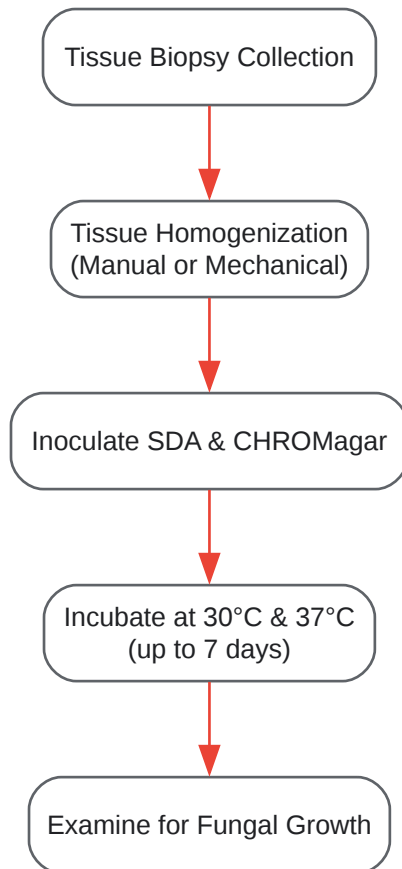 Tissue Biopsy Collection
Tissue Homogenization
(Manual or Mechanical)
Inoculate SDA & CHROMagar
Incubate at 30°C & 37°C
(up to 7 days)
Examine for Fungal Growth